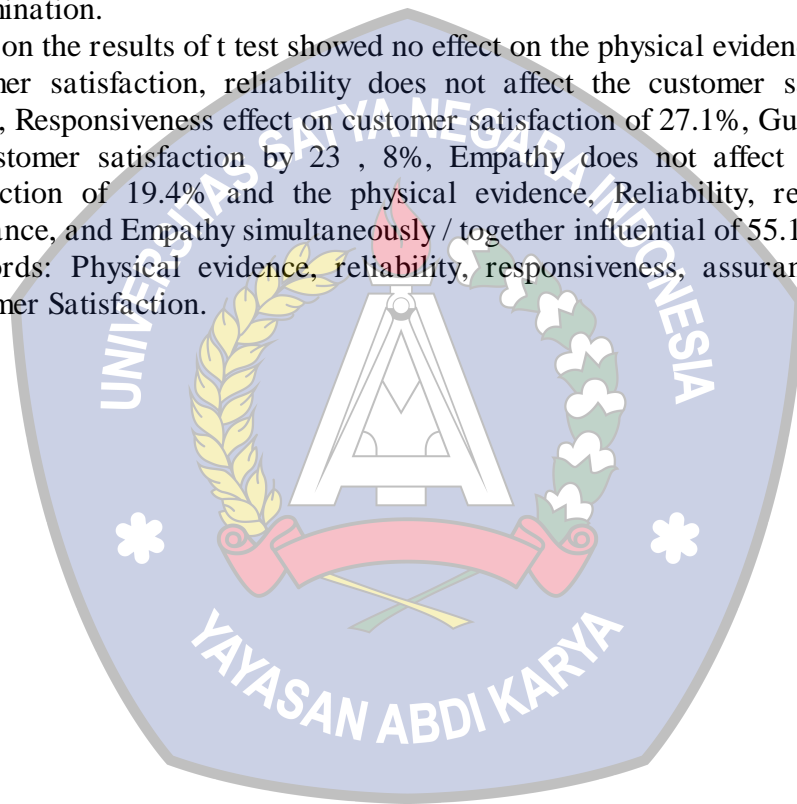 ination.
on the results of t test showed no effect on the physical eviden
er satisfaction, reliability does not affect the customer s
, Responsiveness effect on customer satisfaction of 27.1%, Gu
stomer satisfaction by 23 , 8%, Empathy does not affect
ction of 19.4% and the physical evidence, Reliability, re
ance, and Empathy simultaneously / together influential of 55.1
ords: Physical evidence, reliability, responsiveness, assuran
mer Satisfaction.
UNIVERSITAS SATYA NEGARA INDONESIA
YAYASAN ABDI KARYA